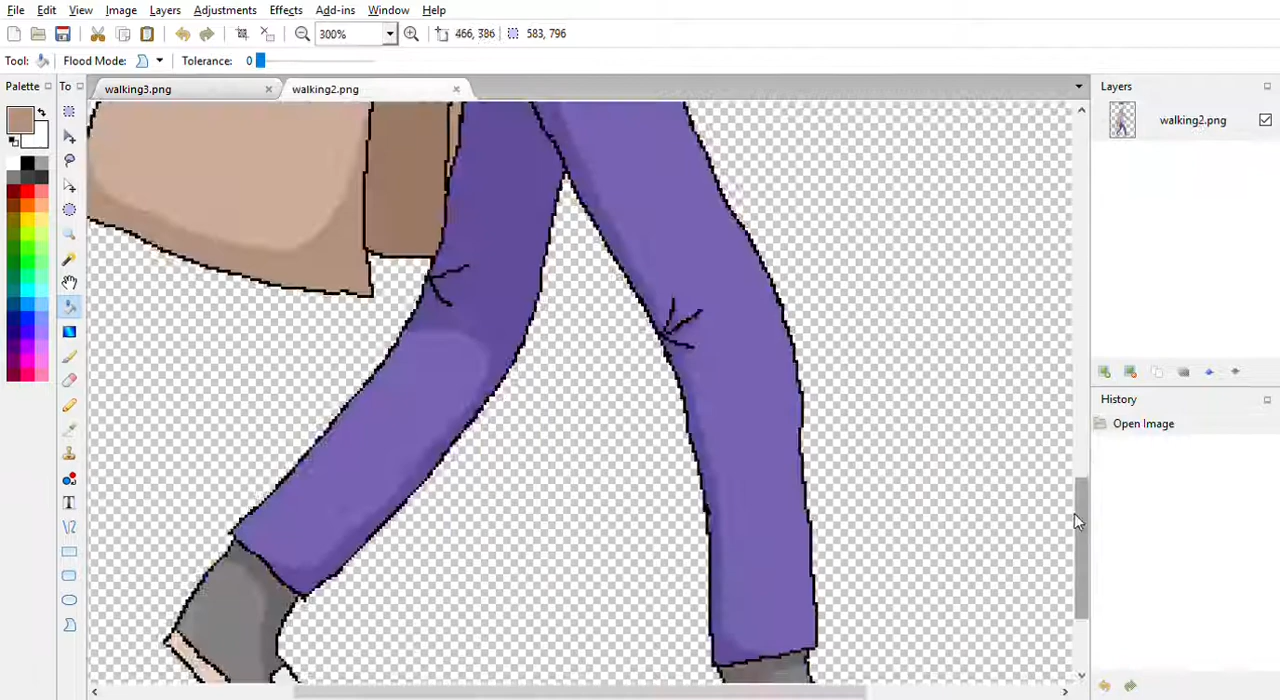 File Edit View Image Layers Adjustments Effects Add-ins Window Help
300% 466, 386 583, 796
Tool: Flood Mode: Tolerance: 0
Palette To walking3.png walking2.png Layers
walking2.png
T
History
Open Image